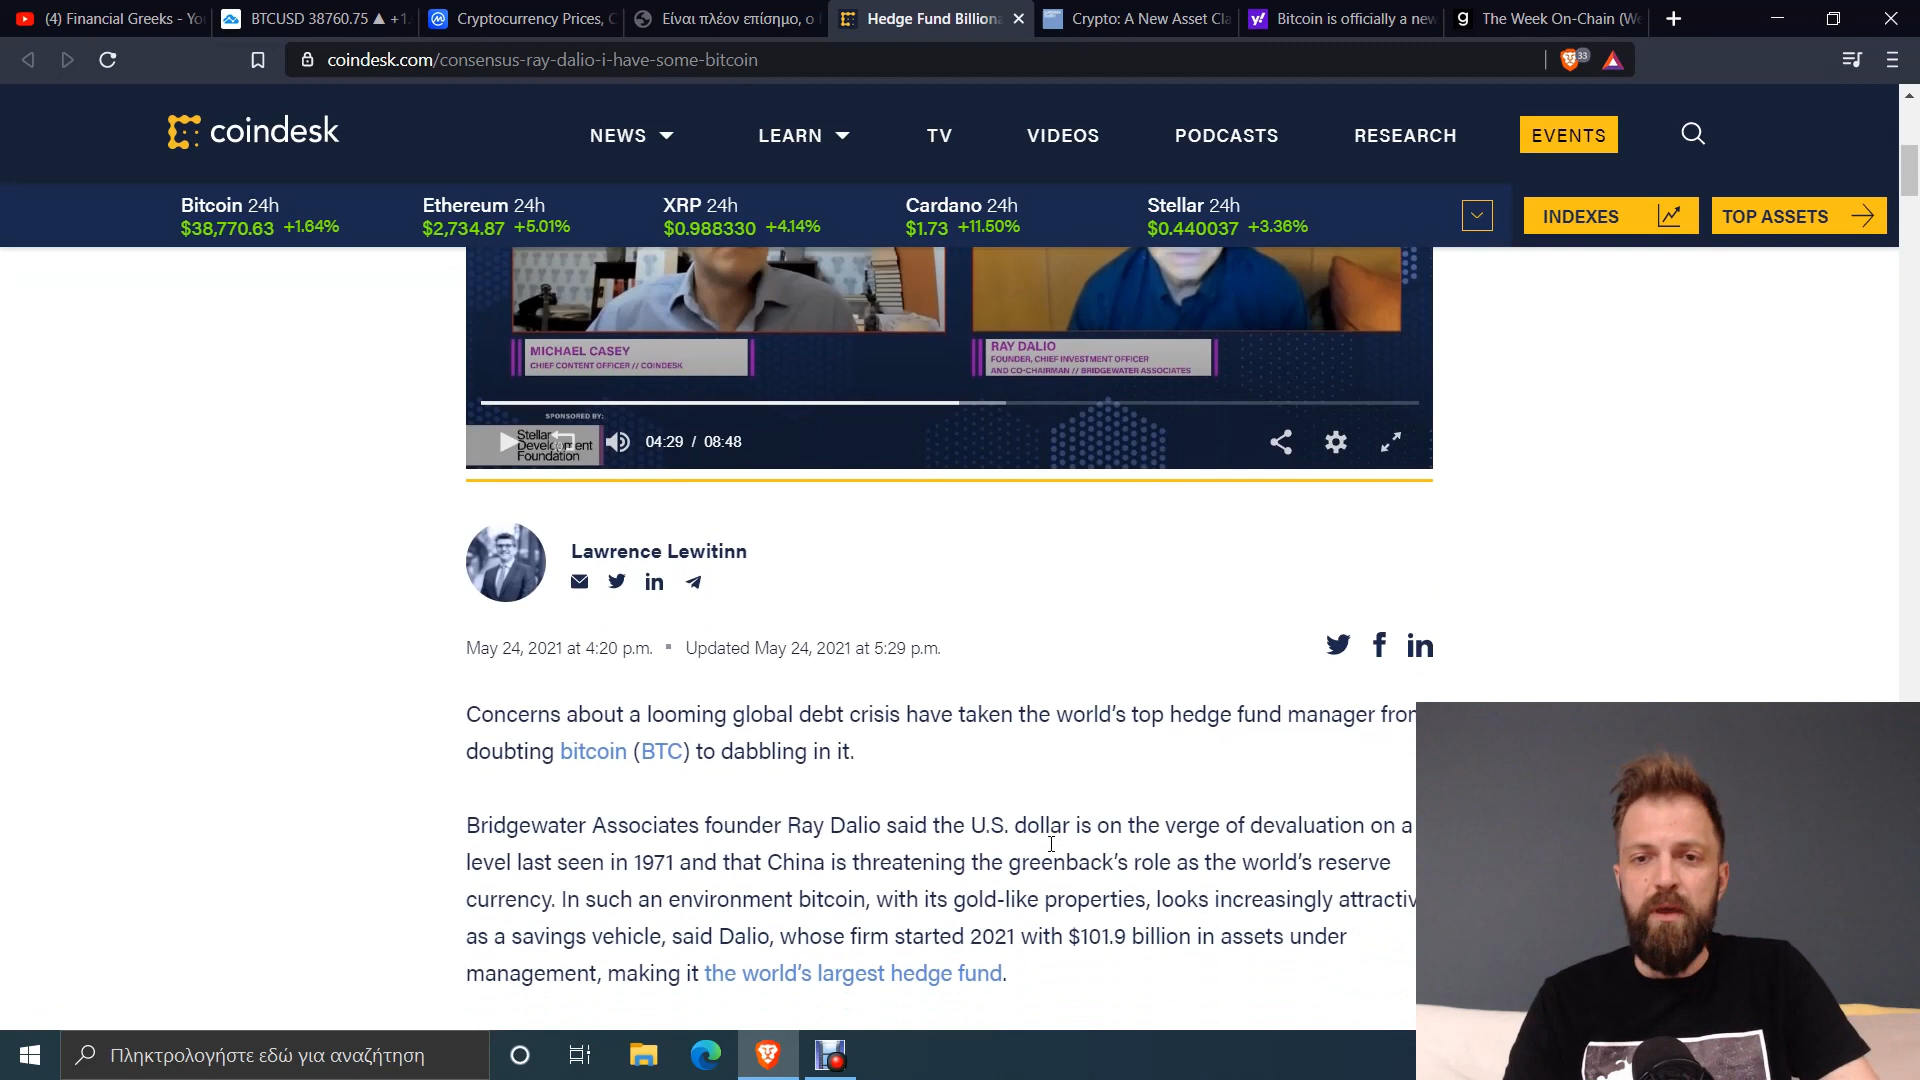 (4) Financial Greeks - Yo
BTCUSD 38760.75 ▲ +1.
Cryptocurrency Prices, C
Είναι πλέον επίσημο, ο
Hedge Fund Billiona
Crypto: A New Asset Cla
Bitcoin is officially a new
The Week On-Chain (We
coindesk.com/consensus-ray-dalio-i-have-some-bitcoin
33
coindesk
NEWS
LEARN
TV
VIDEOS
PODCASTS
RESEARCH
EVENTS
Bitcoin 24h
$38,770.63 +1.64%
Ethereum 24h
$2,734.87 +5.01%
XRP 24h
$0.988330 +4.14%
Cardano 24h
$1.73 +11.50%
Stellar 24h
$0.440037 +3.36%
INDEXES
TOP ASSETS
MICHAEL CASEY
CHIEF CONTENT OFFICER // COINDESK
RAY DALIO
FOUNDER, CHIEF INVESTMENT OFFICER
AND CO-CHAIRMAN // BRIDGEWATER ASSOCIATES
SPONSORED BY:
Stellar
Development
Foundation
04:29 / 08:48
Lawrence Lewitinn
May 24, 2021 at 4:20 p.m. ▪ Updated May 24, 2021 at 5:29 p.m.
Concerns about a looming global debt crisis have taken the world’s top hedge fund manager from
doubting bitcoin (BTC) to dabbling in it.
Bridgewater Associates founder Ray Dalio said the U.S. dollar is on the verge of devaluation on a
level last seen in 1971 and that China is threatening the greenback’s role as the world’s reserve
currency. In such an environment bitcoin, with its gold-like properties, looks increasingly attractiv
as a savings vehicle, said Dalio, whose firm started 2021 with $101.9 billion in assets under
management, making it the world’s largest hedge fund.
Πληκτρολογήστε εδώ για αναζήτηση